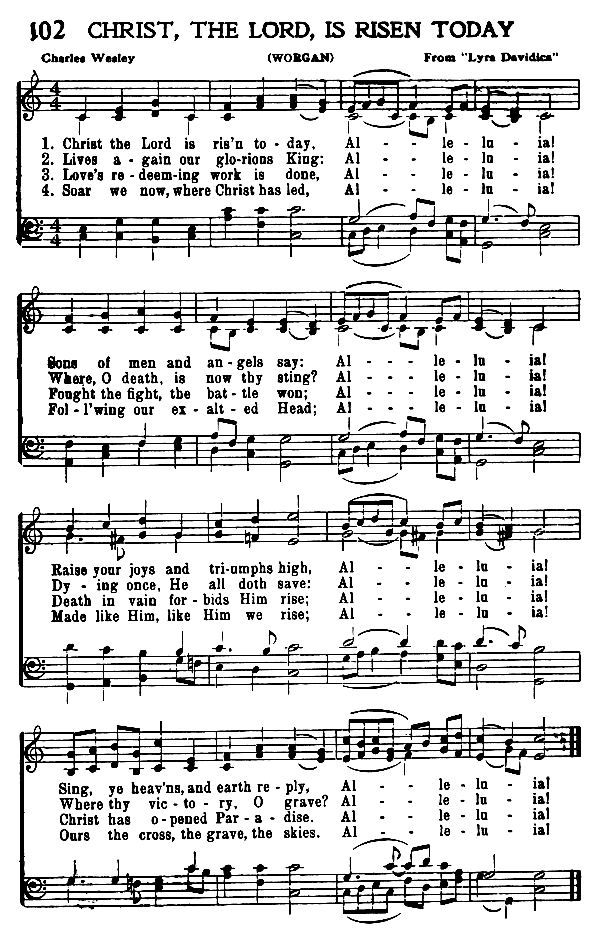 102 CHRIST, THE LORD, IS RISEN TODAY
Charles Wesley (WORGAN) From "Lyra Davidica"
4 4
1. Christ the Lord is ris'n to - day, Al - - - le - lu - ia!
2. Lives a - gain our glo-rious King: Al - - - le - lu - ia!
3. Love's re - deem-ing work is done, Al - - - le - lu - ia!
4. Soar we now, where Christ has led, Al - - - le - lu - ia!
4 4
Sons of men and an - gels say: Al - - - le - lu - ia!
Where, O death, is now thy sting? Al - - - le - lu - ia!
Fought the fight, the bat - tle won; Al - - - le - lu - ia!
Fol - l'wing our ex - alt - ed Head; Al - - - le - lu - ia!
Raise your joys and tri-umphs high, Al - - - le - lu - ia!
Dy - ing once, He all doth save: Al - - - le - lu - ia!
Death in vain for - bids Him rise; Al - - - le - lu - ia!
Made like Him, like Him we rise; Al - - - le - lu - ia!
Sing, ye heav'ns, and earth re - ply, Al - - - le - lu - ia!
Where thy vic - to - ry, O grave? Al - - - le - lu - ia!
Christ has o - pened Par - a - dise. Al - - - le - lu - ia!
Ours the cross, the grave, the skies. Al - - - le - lu - ia!